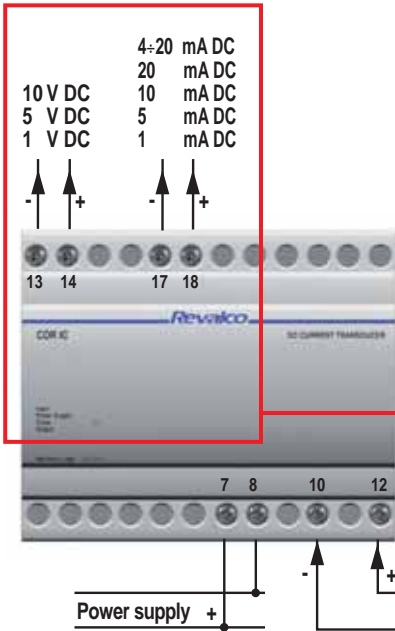 4÷20 mA DC
20 mA DC
10 mA DC
5 mA DC
1 mA DC
10 V DC
5 V DC
1 V DC
- +
- +
13 14 17 18
Revalco
COR IC
DC CURRENT TRANSDUCER
7 8 10 12
- +
Power supply +